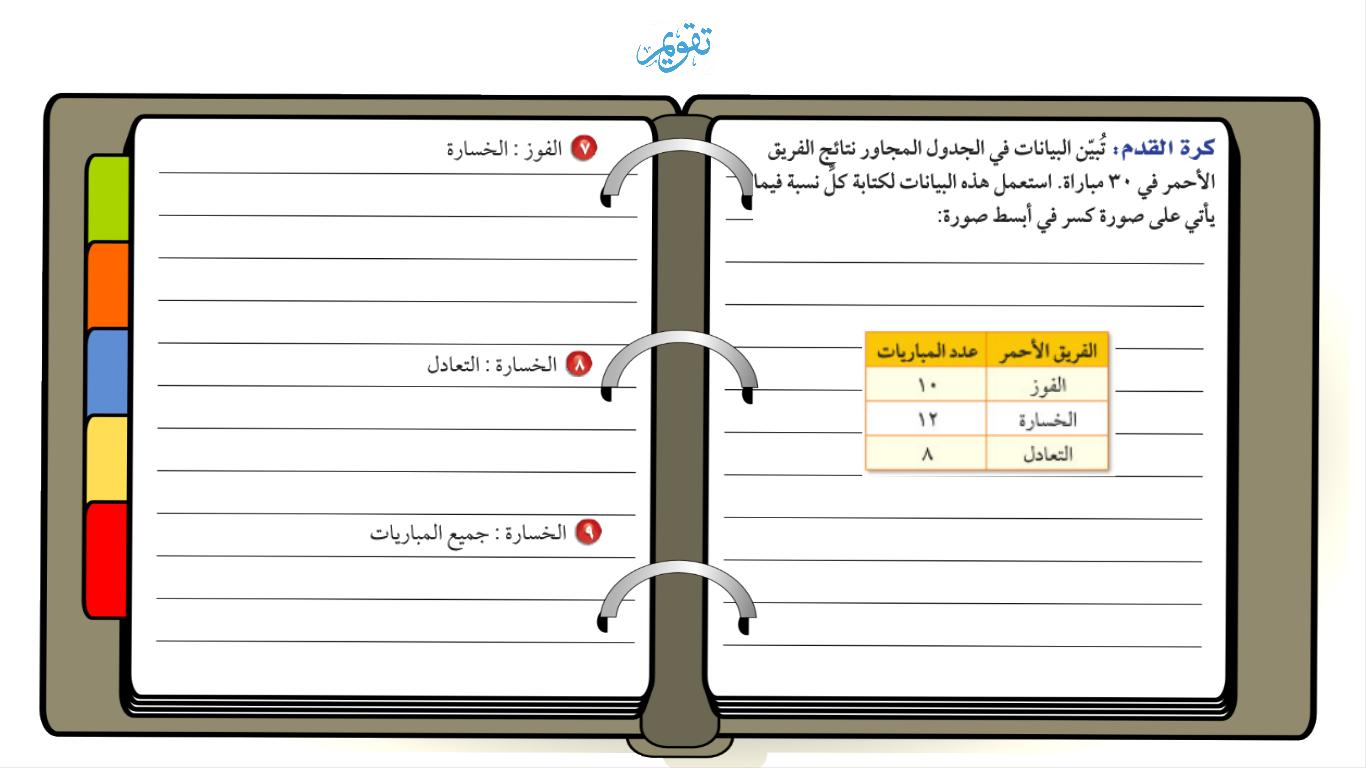 تقويم
كرة القدم: تُبيّن البيانات في الجدول المجاور نتائج الفريق
الأحمر في ٣٠ مباراة. استعمل هذه البيانات لكتابة كلِّ نسبة فيما
يأتي على صورة كسر في أبسط صورة:
الفريق الأحمر عدد المباريات
الفوز ١٠
الخسارة ١٢
التعادل ٨
٧ الفوز : الخسارة
٨ الخسارة : التعادل
٩ الخسارة : جميع المباريات